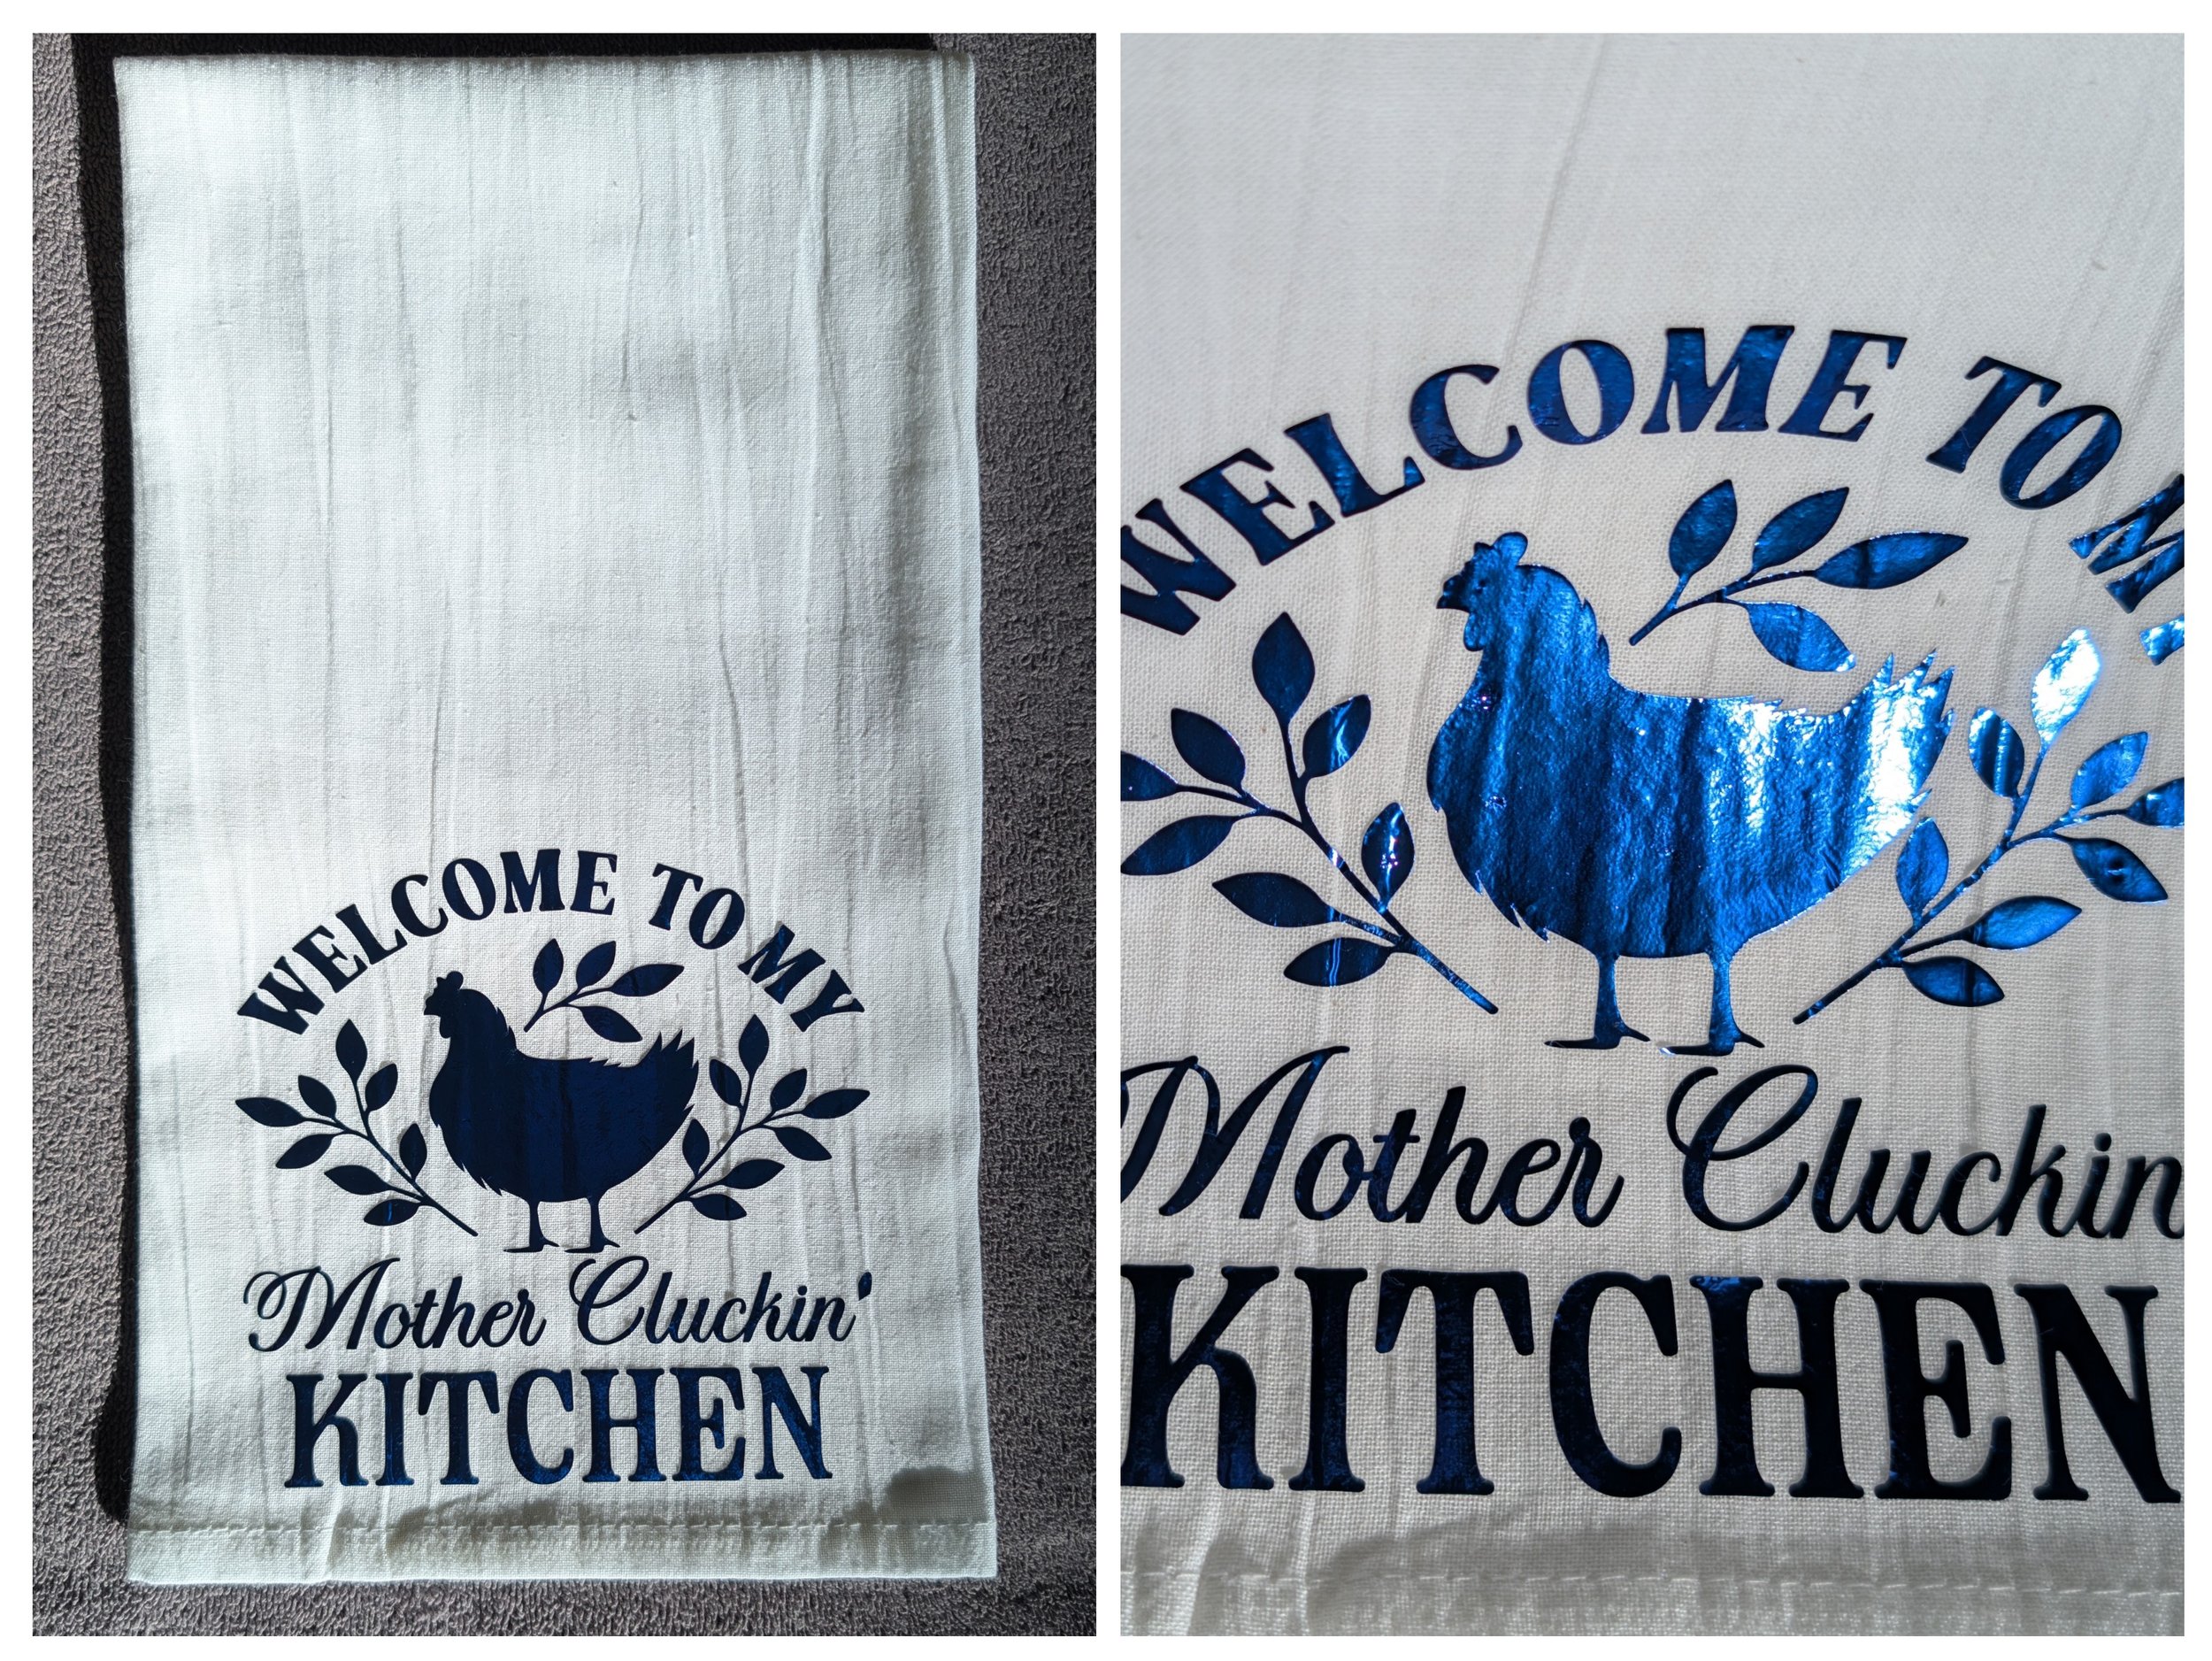 WELCOME TO MY
Mother Cluckin'
KITCHEN
WELCOME TO M
Mother Cluckin
KITCHEN